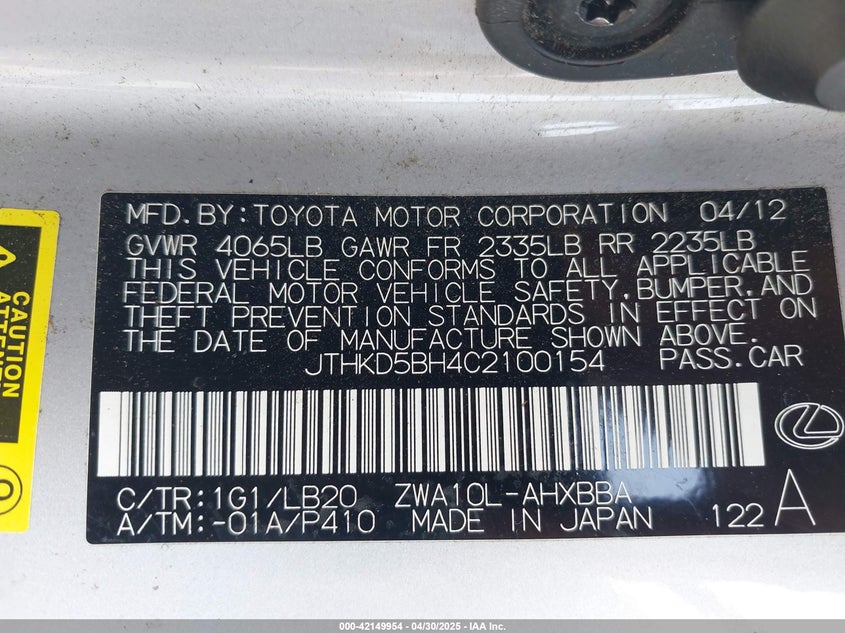 MFD.BY:TOYOTA MOTOR CORPORATION 04/12
GVWR 4065LB GAWR FR 2335LB RR 2235LB
THIS VEHICLE CONFORMS TO ALL APPLICABLE
FEDERAL MOTOR VEHICLE SAFETY,BUMPER,AND
THEFT PREVENTION STANDARDS IN EFFECT ON
THE DATE OF MANUFACTURE SHOWN ABOVE.
JTHKD5BH4C2100154 PASS.CAR
C/TR:1G1/LB20 ZWA10L-AHXBBA
A/TM:-01A/P410 MADE IN JAPAN 122 A
CAUTION
000-42149954 / 04/30/2025 - IAA Inc.